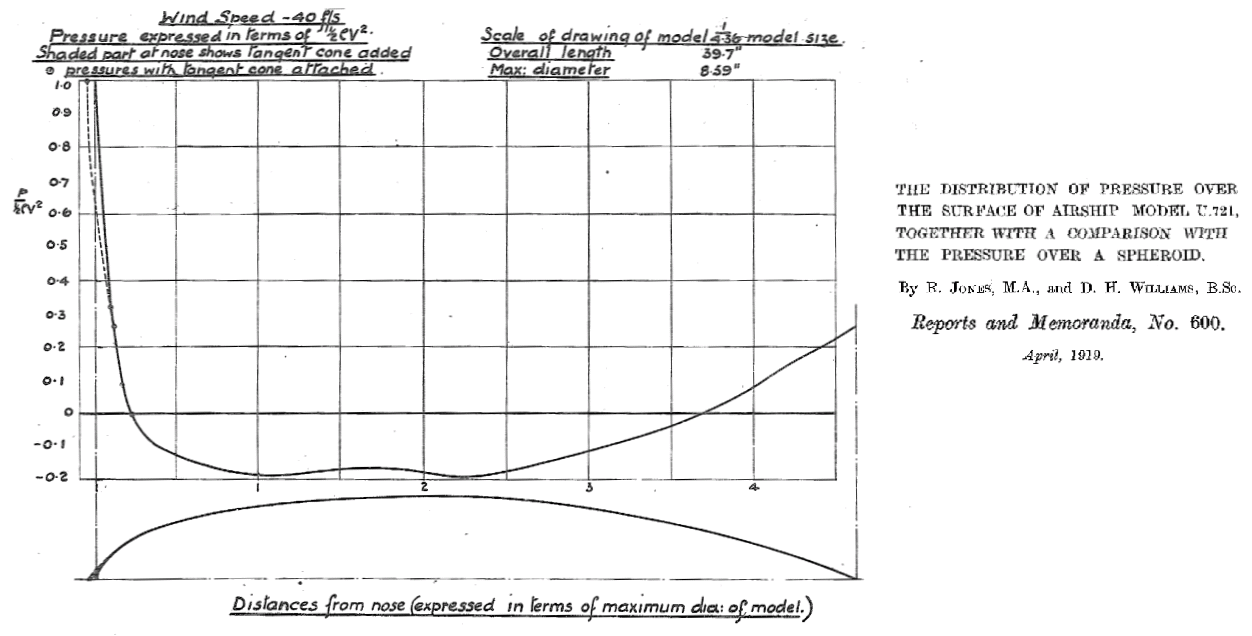 Wind Speed - 40 f/s
Pressure expressed in terms of ½ρV².
Shaded part at nose shows tangent cone added
⊙ pressures with tangent cone attached.
Scale of drawing of model 1/4.36 model size.
Overall length 39.7"
Max: diameter 8.59"
1.0
0.9
0.8
0.7
P/½ρV²
0.6
0.5
0.4
0.3
0.2
0.1
0
-0.1
-0.2
1 2 3 4
Distances from nose (expressed in terms of maximum dia: of model.)
THE DISTRIBUTION OF PRESSURE OVER
THE SURFACE OF AIRSHIP MODEL U.721,
TOGETHER WITH A COMPARISON WITH
THE PRESSURE OVER A SPHEROID.
By R. JONES, M.A., and D. H. WILLIAMS, B.Sc.
Reports and Memoranda, No. 600.
April, 1919.